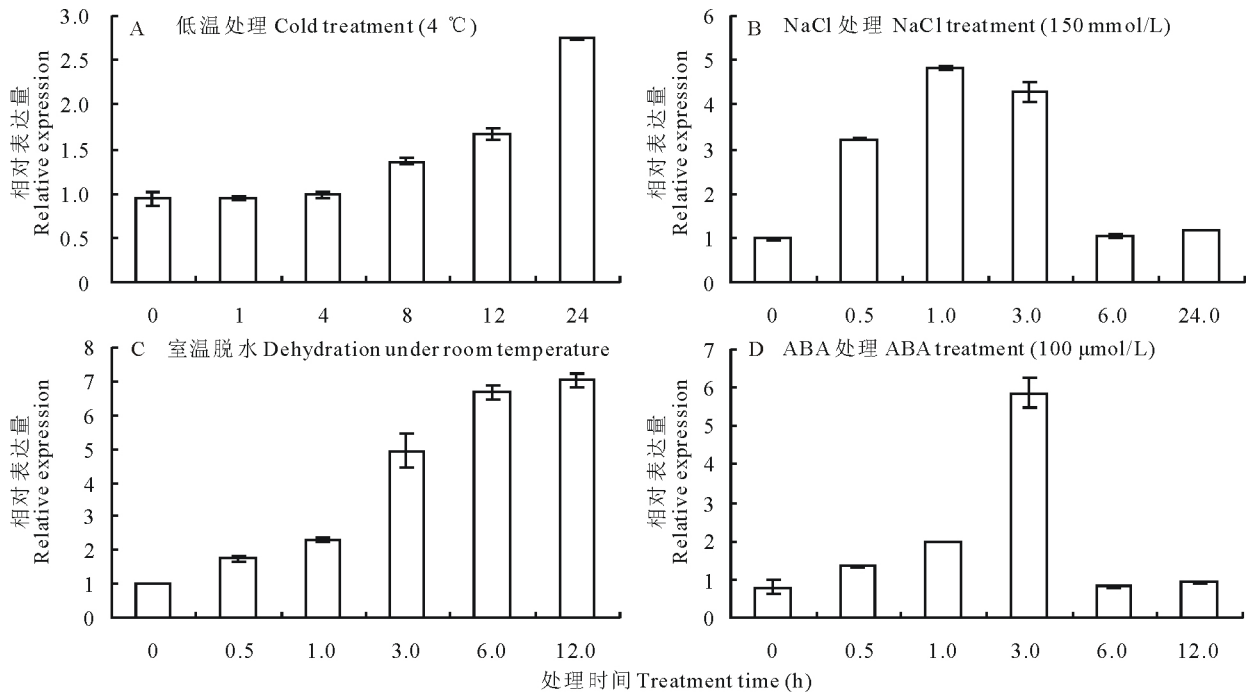 A 低温处理 Cold treatment (4 ℃)
相对表达量
Relative expression
3.0
2.5
2.0
1.5
1.0
0.5
0
0 1 4 8 12 24
B NaCl 处理 NaCl treatment (150 mmol/L)
相对表达量
Relative expression
6
5
4
3
2
1
0
0 0.5 1.0 3.0 6.0 24.0
C 室温脱水 Dehydration under room temperature
相对表达量
Relative expression
8
7
6
5
4
3
2
1
0
0 0.5 1.0 3.0 6.0 12.0
D ABA 处理 ABA treatment (100 μmol/L)
相对表达量
Relative expression
7
6
5
4
3
2
1
0
0 0.5 1.0 3.0 6.0 12.0
处理时间 Treatment time (h)